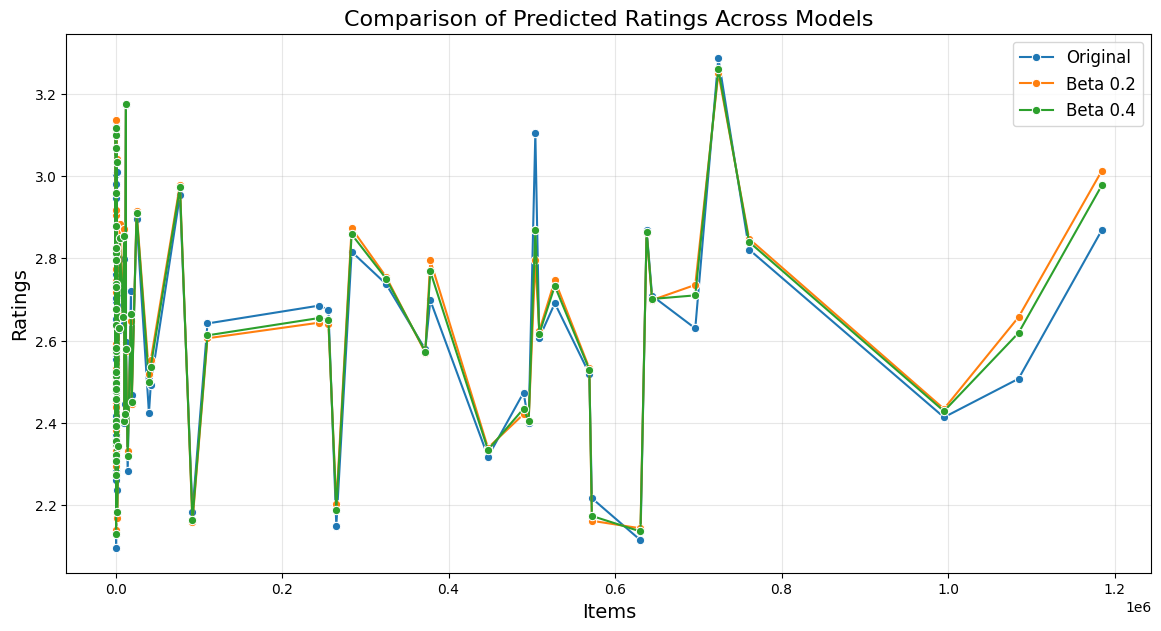 Comparison of Predicted Ratings Across Models
Original
Beta 0.2
Beta 0.4
Ratings
3.2
3.0
2.8
2.6
2.4
2.2
0.0 0.2 0.4 0.6 0.8 1.0 1.2
1e6
Items